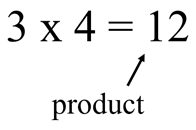 3 x 4 = 12
product